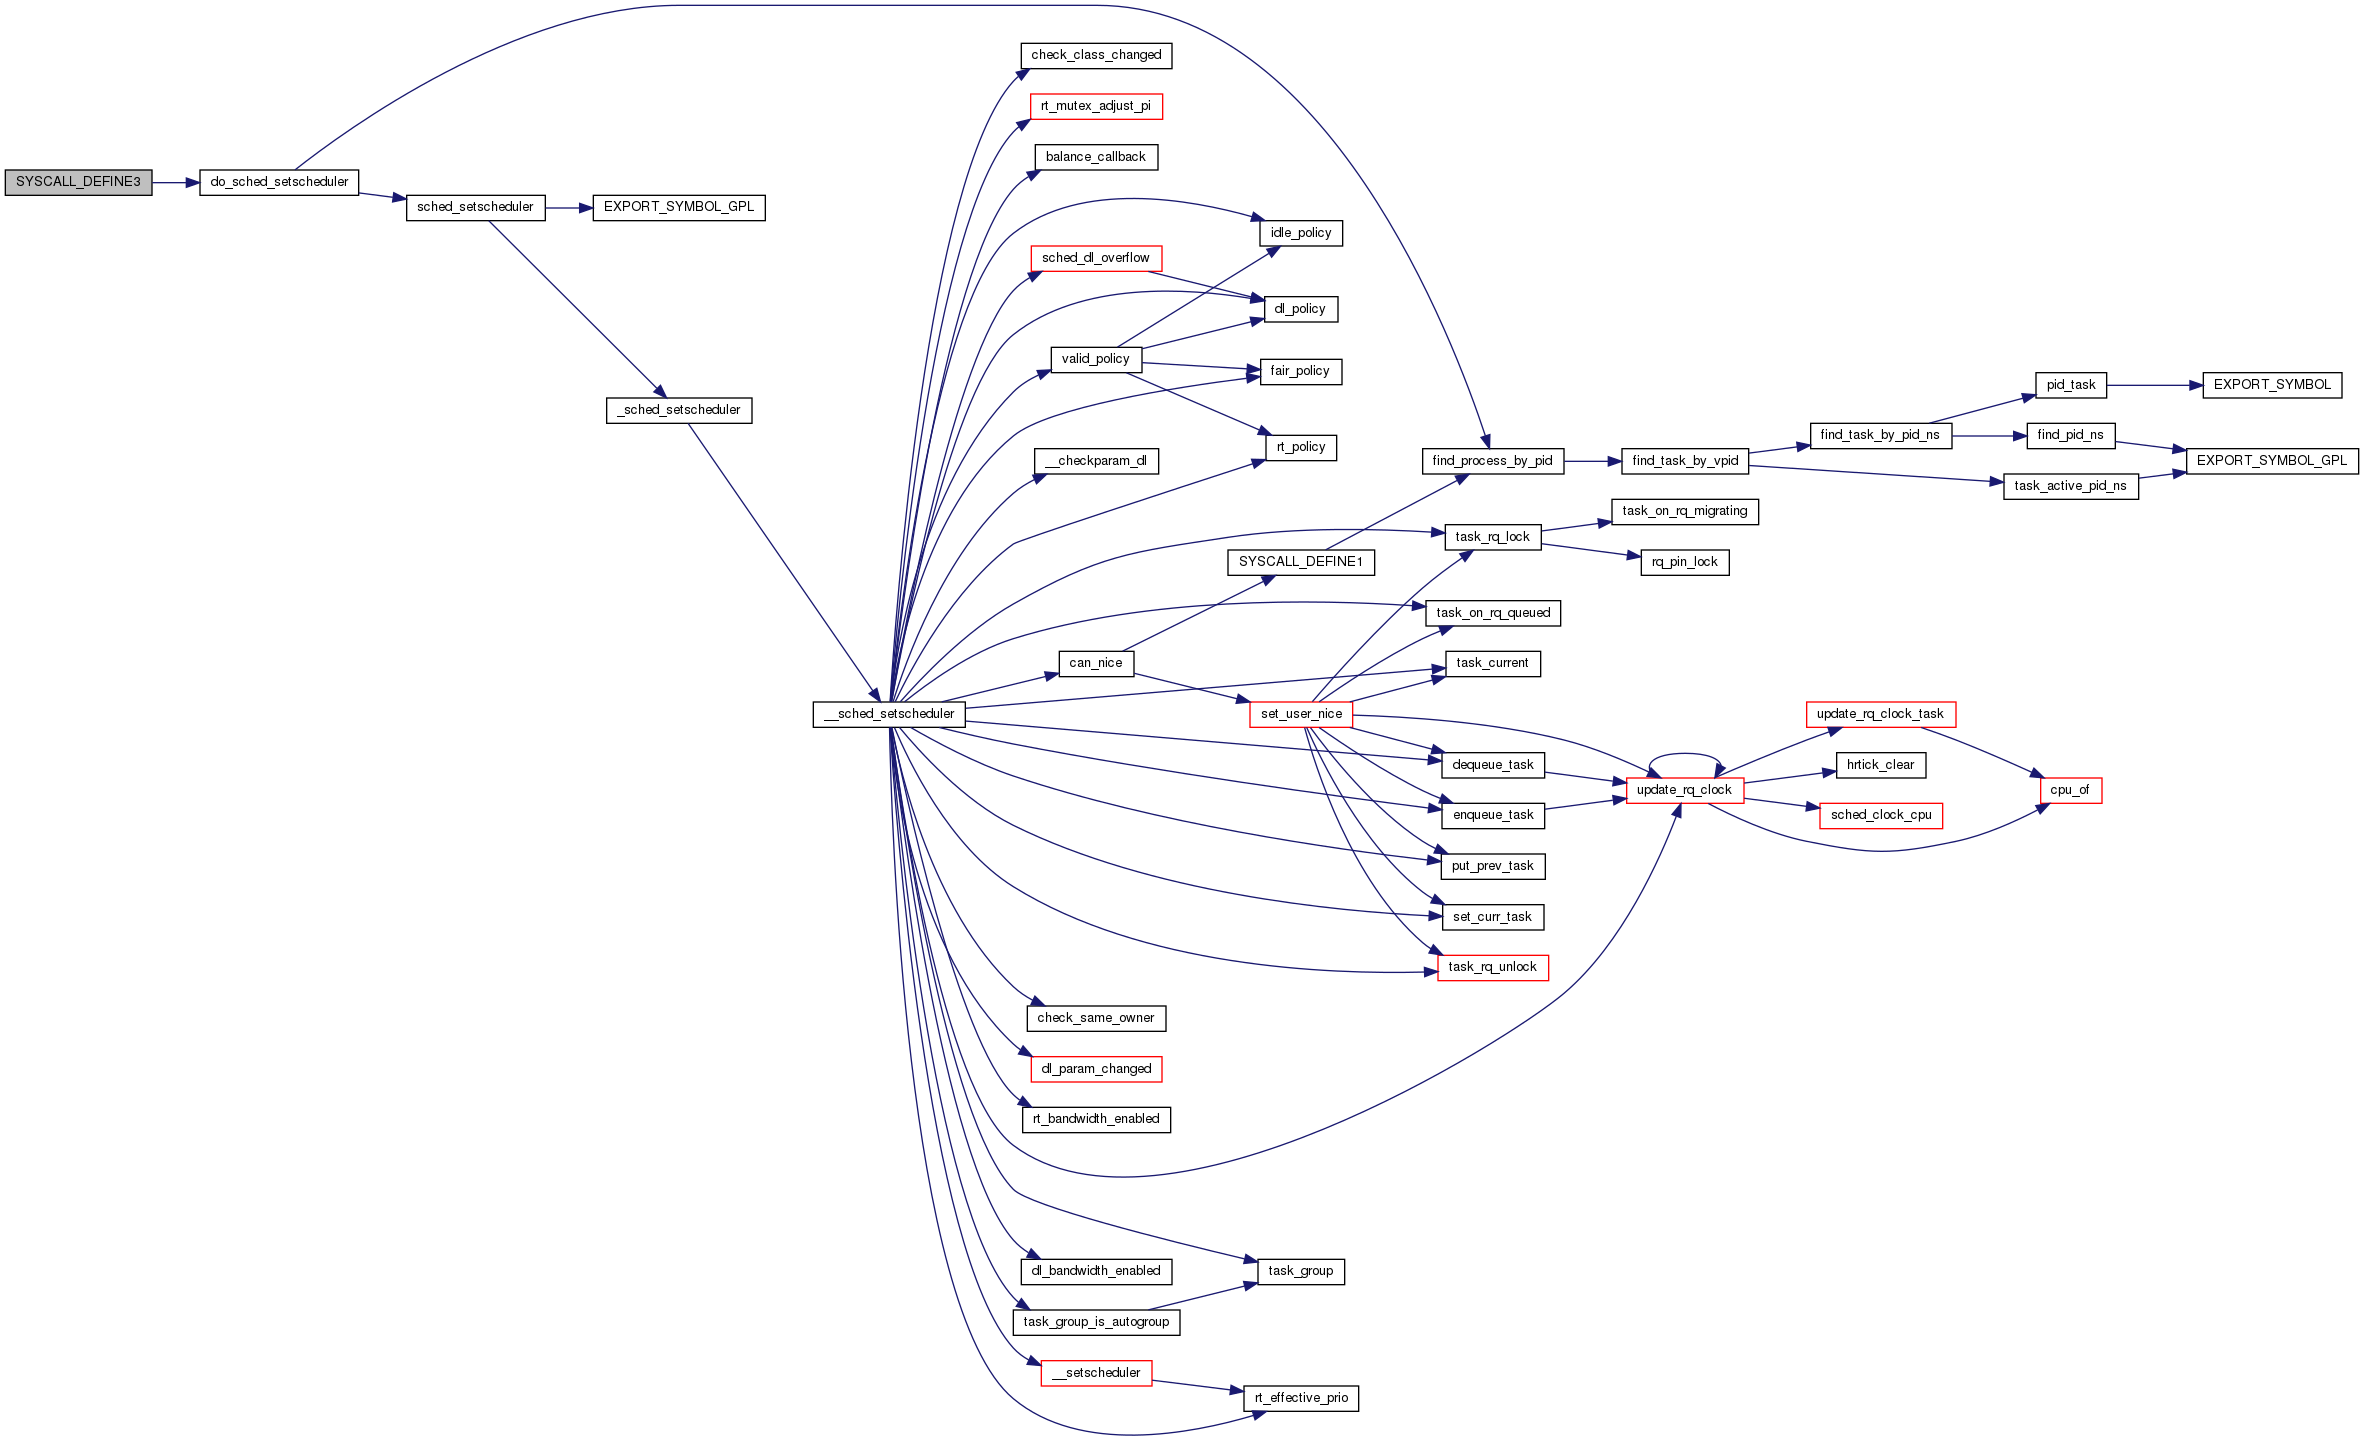 SYSCALL_DEFINE3
do_sched_setscheduler
sched_setscheduler
EXPORT_SYMBOL_GPL
_sched_setscheduler
__sched_setscheduler
check_class_changed
rt_mutex_adjust_pi
balance_callback
idle_policy
sched_dl_overflow
dl_policy
valid_policy
fair_policy
rt_policy
__checkparam_dl
find_process_by_pid
find_task_by_vpid
find_task_by_pid_ns
pid_task
EXPORT_SYMBOL
find_pid_ns
EXPORT_SYMBOL_GPL
task_active_pid_ns
task_rq_lock
task_on_rq_migrating
rq_pin_lock
SYSCALL_DEFINE1
task_on_rq_queued
can_nice
task_current
set_user_nice
dequeue_task
enqueue_task
update_rq_clock
update_rq_clock_task
hrtick_clear
sched_clock_cpu
cpu_of
put_prev_task
set_curr_task
task_rq_unlock
check_same_owner
dl_param_changed
rt_bandwidth_enabled
dl_bandwidth_enabled
task_group
task_group_is_autogroup
__setscheduler
rt_effective_prio